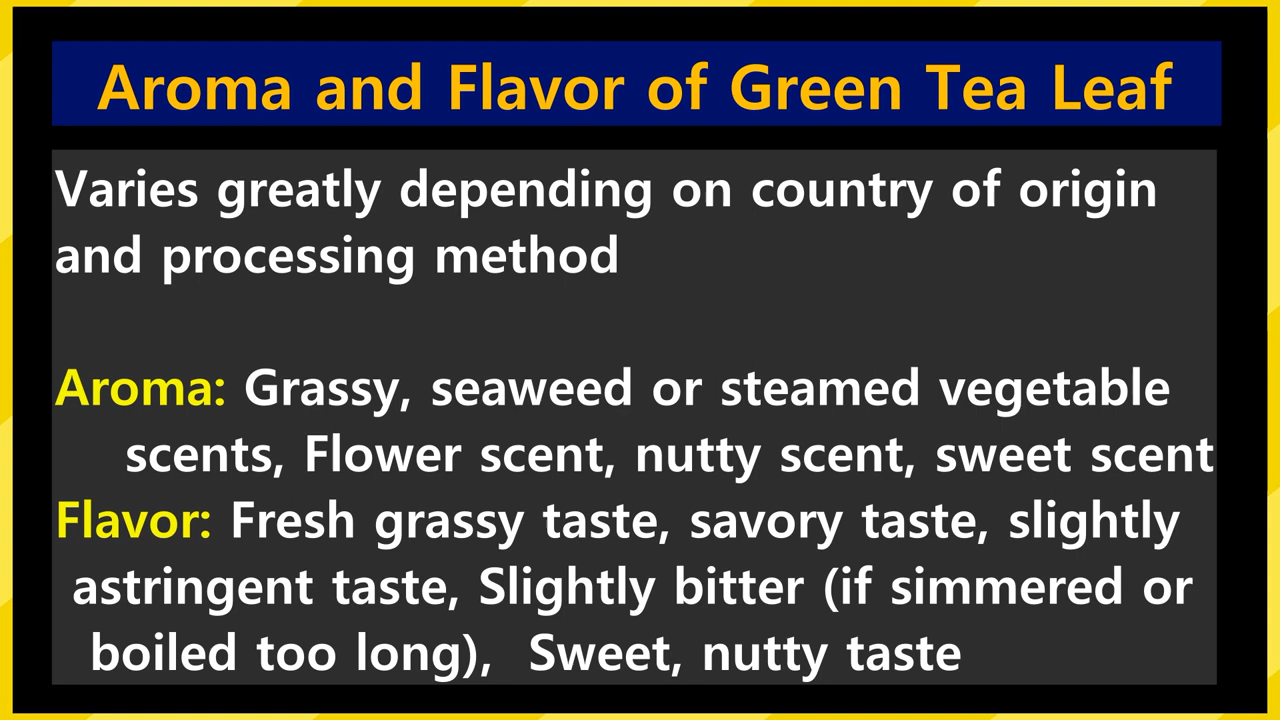 Aroma and Flavor of Green Tea Leaf
Varies greatly depending on country of origin
and processing method
Aroma: Grassy, seaweed or steamed vegetable
scents, Flower scent, nutty scent, sweet scent
Flavor: Fresh grassy taste, savory taste, slightly
astringent taste, Slightly bitter (if simmered or
boiled too long),  Sweet, nutty taste